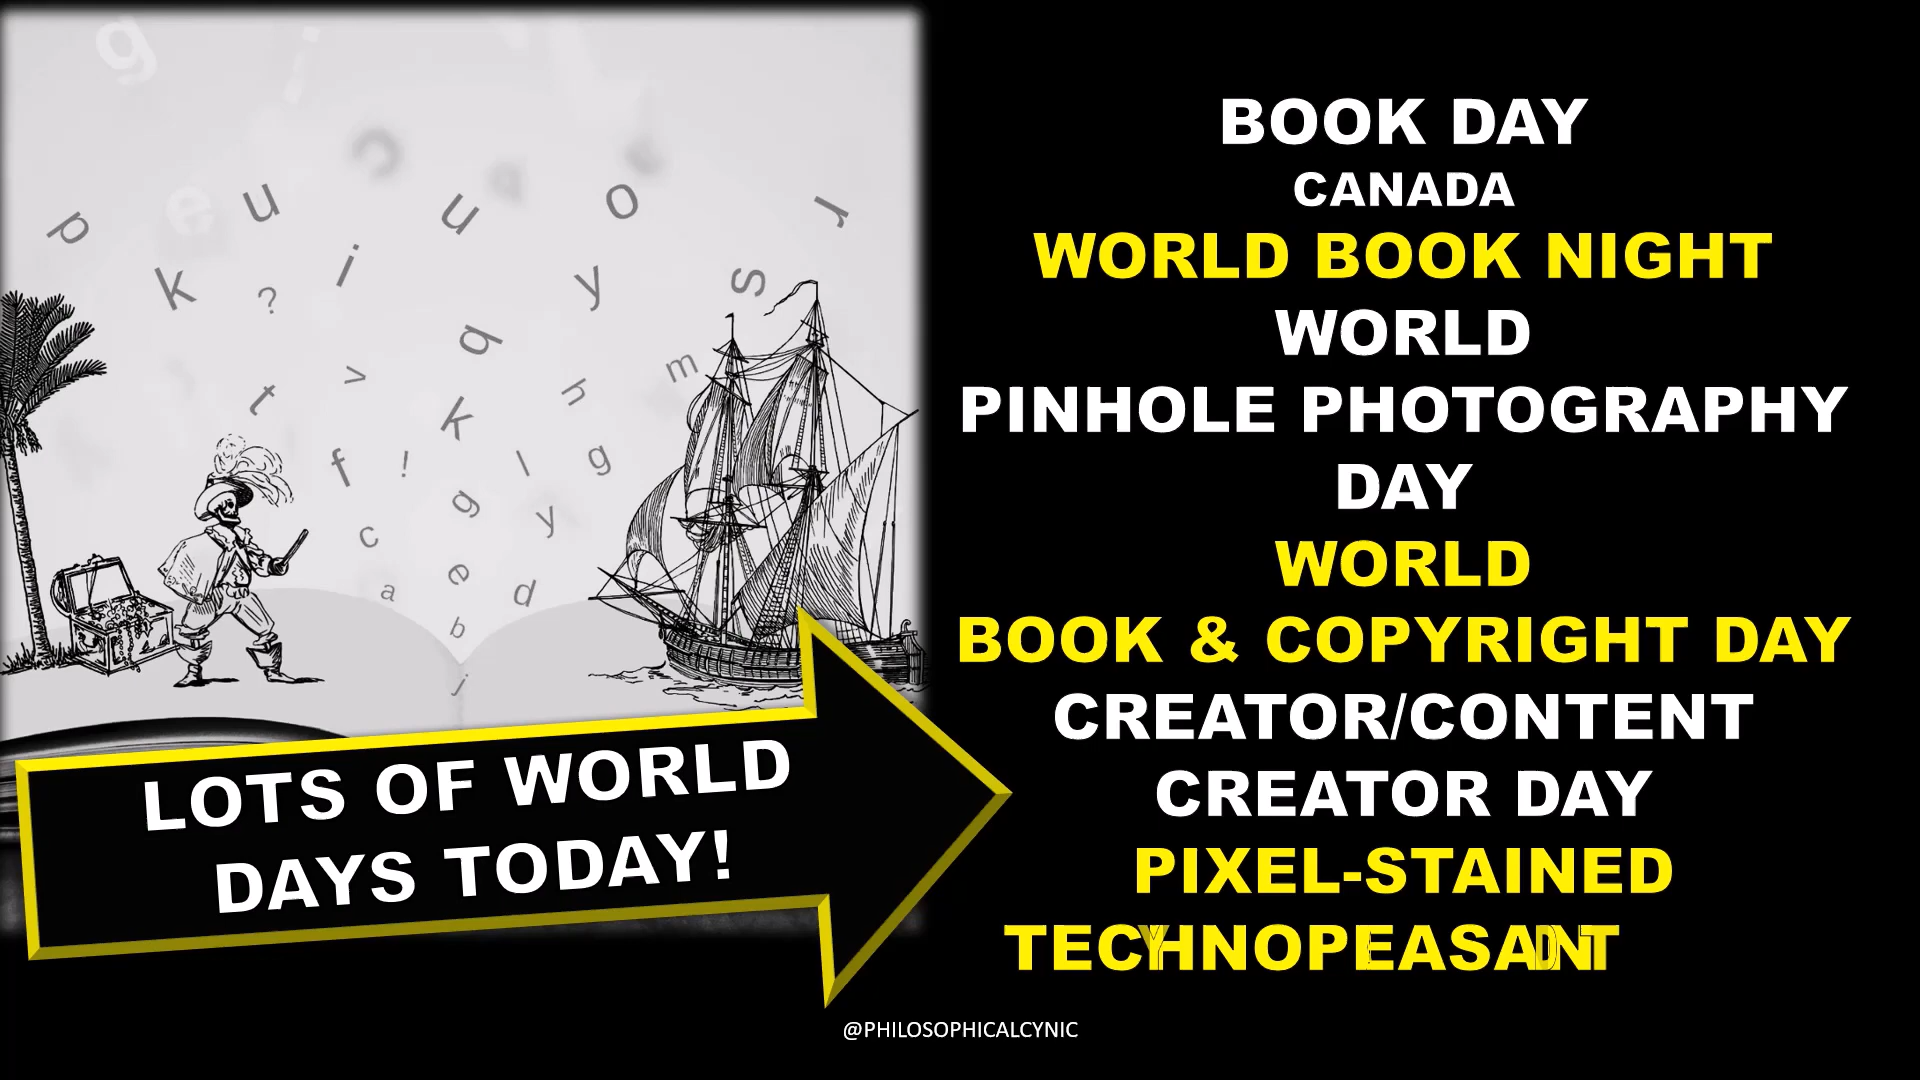 BOOK DAY
CANADA
WORLD BOOK NIGHT
WORLD
PINHOLE PHOTOGRAPHY
DAY
WORLD
BOOK & COPYRIGHT DAY
CREATOR/CONTENT
CREATOR DAY
PIXEL-STAINED
TECHNOPEASANT
LOTS OF WORLD
DAYS TODAY!
@PHILOSOPHICALCYNIC